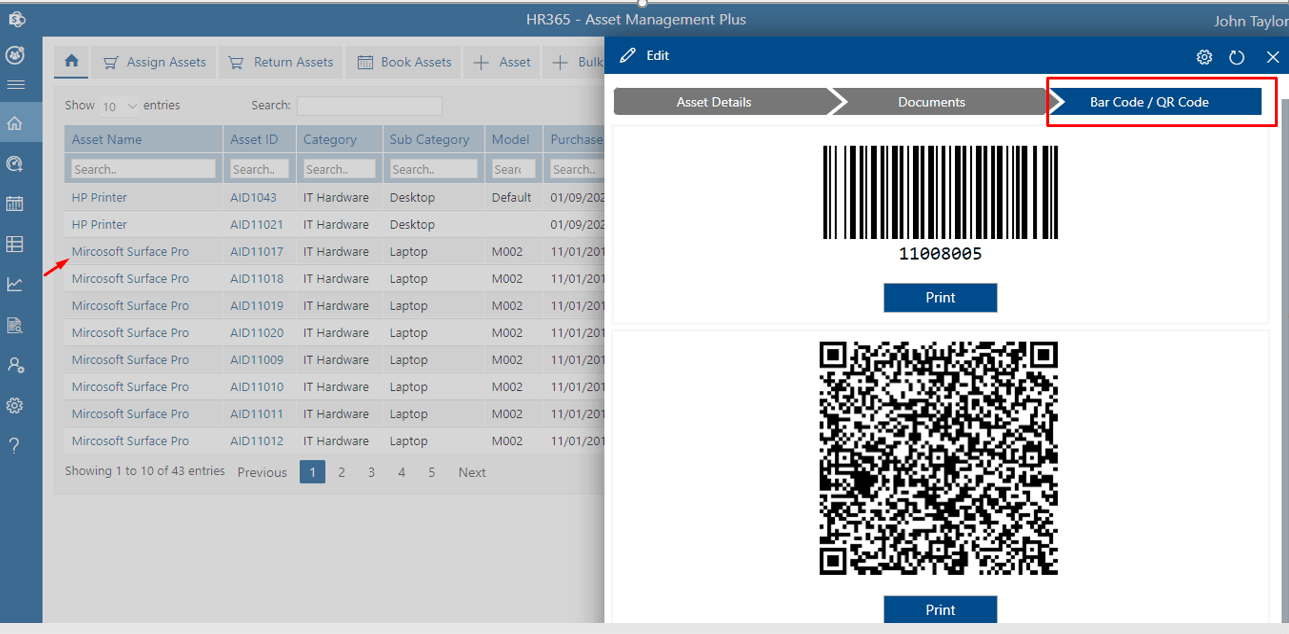 HR365 - Asset Management Plus
John Taylor
Assign Assets Return Assets Book Assets Asset Bulk
Show 10 entries Search:
Asset Name Asset ID Category Sub Category Model Purchase
Search.. Search.. Search.. Search.. Search Search..
HP Printer AID1043 IT Hardware Desktop Default 01/09/202
HP Printer AID11021 IT Hardware Desktop 01/09/202
Mircosoft Surface Pro AID11017 IT Hardware Laptop M002 11/01/201
Mircosoft Surface Pro AID11018 IT Hardware Laptop M002 11/01/201
Mircosoft Surface Pro AID11019 IT Hardware Laptop M002 11/01/201
Mircosoft Surface Pro AID11020 IT Hardware Laptop M002 11/01/201
Mircosoft Surface Pro AID11009 IT Hardware Laptop M002 11/01/201
Mircosoft Surface Pro AID11010 IT Hardware Laptop M002 11/01/201
Mircosoft Surface Pro AID11011 IT Hardware Laptop M002 11/01/201
Mircosoft Surface Pro AID11012 IT Hardware Laptop M002 11/01/201
Showing 1 to 10 of 43 entries Previous 1 2 3 4 5 Next
Edit
Asset Details Documents Bar Code / QR Code
11008005
Print
Print